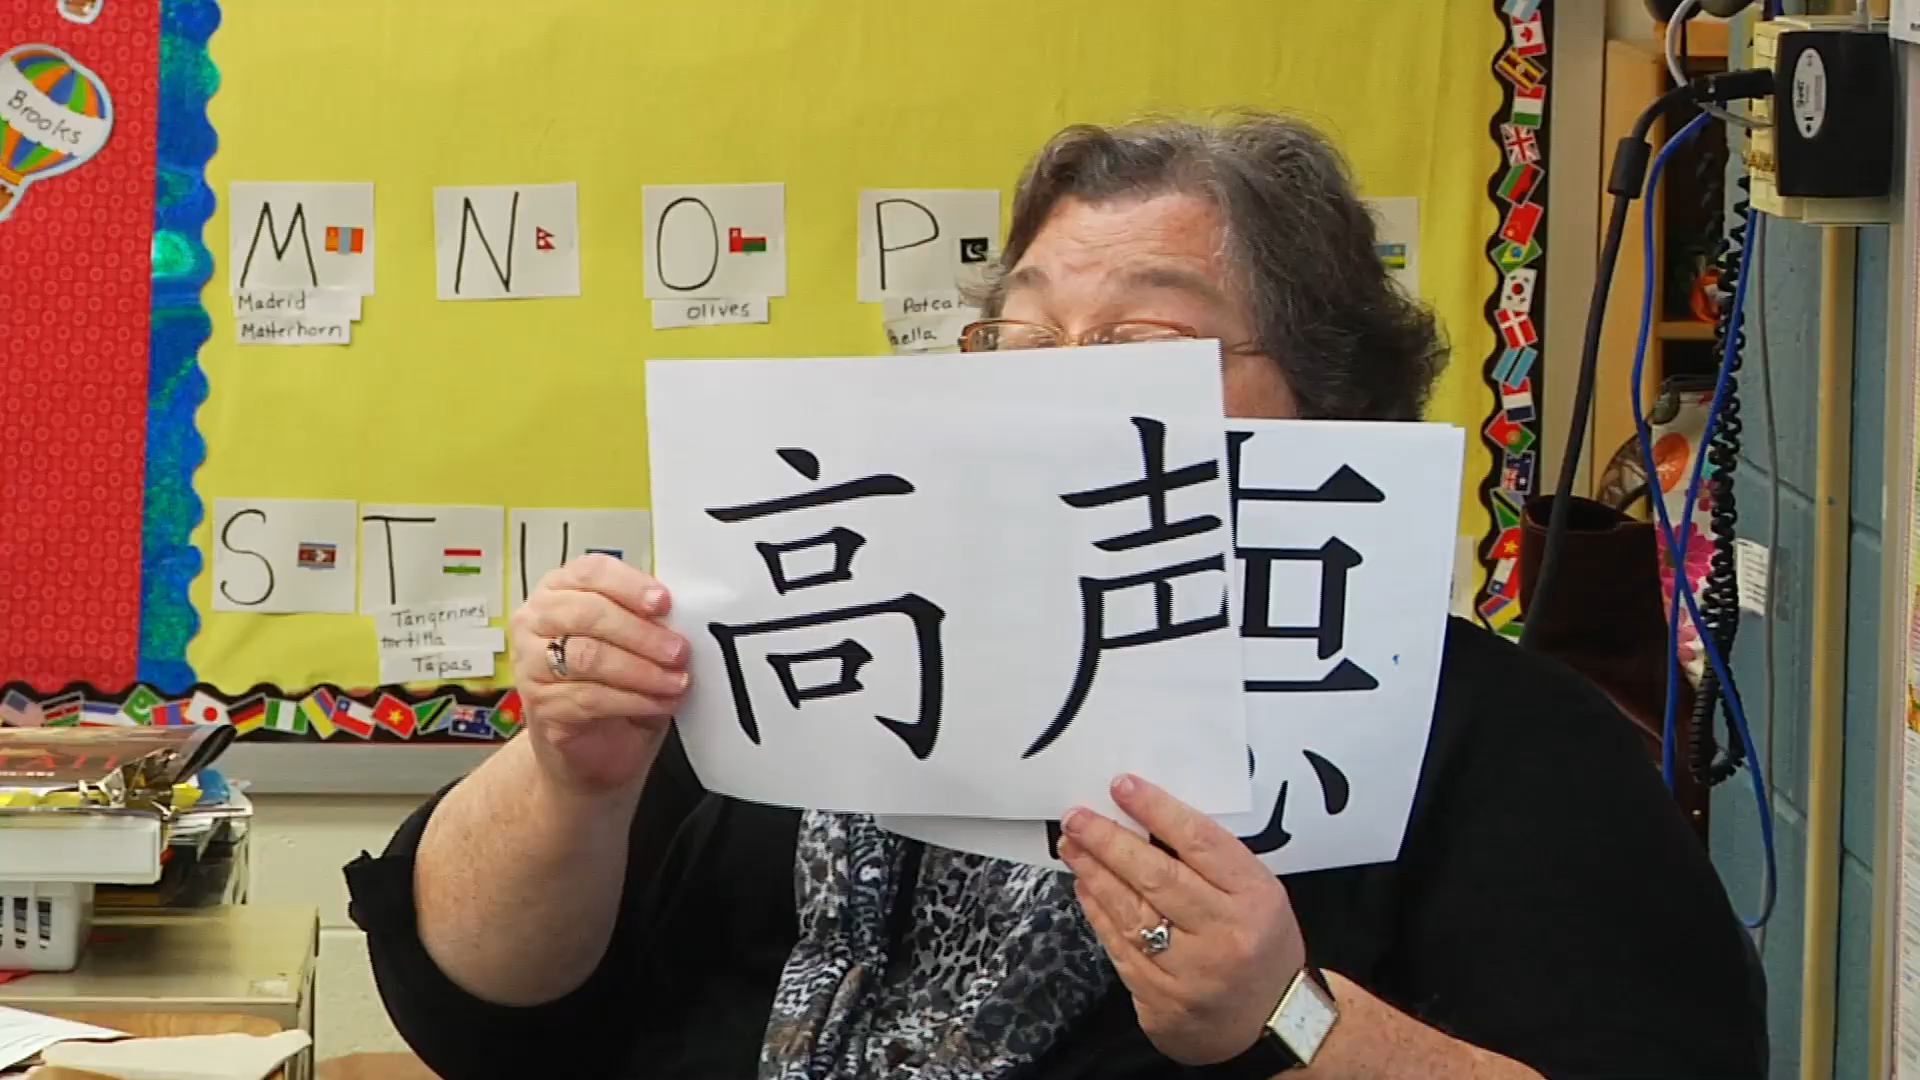 Brooks
M N O P
Madrid
Matterhorn
olives
S T U
Tangerines
tortilla
Tapas
高声